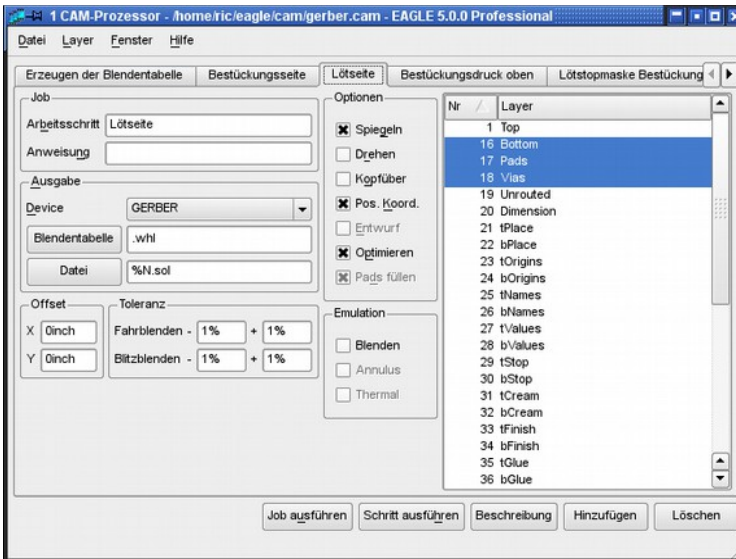 1 CAM-Prozessor - /home/ric/eagle/cam/gerber.cam - EAGLE 5.0.0 Professional
Datei Layer Fenster Hilfe
Erzeugen der Blendentabelle Bestückungsseite Lötseite Bestückungsdruck oben Lötstopmaske Bestückung
Job
Arbeitsschritt Lötseite
Anweisung
Ausgabe
Device GERBER
Blendentabelle .whl
Datei %N.sol
Offset
X 0inch
Y 0inch
Toleranz
Fahrblenden - 1% + 1%
Blitzblenden - 1% + 1%
Optionen
Spiegeln
Drehen
Kopfüber
Pos. Koord.
Entwurf
Optimieren
Pads füllen
Emulation
Blenden
Annulus
Thermal
Nr Layer
1 Top
16 Bottom
17 Pads
18 Vias
19 Unrouted
20 Dimension
21 tPlace
22 bPlace
23 tOrigins
24 bOrigins
25 tNames
26 bNames
27 tValues
28 bValues
29 tStop
30 bStop
31 tCream
32 bCream
33 tFinish
34 bFinish
35 tGlue
36 bGlue
Job ausführen Schritt ausführen Beschreibung Hinzufügen Löschen